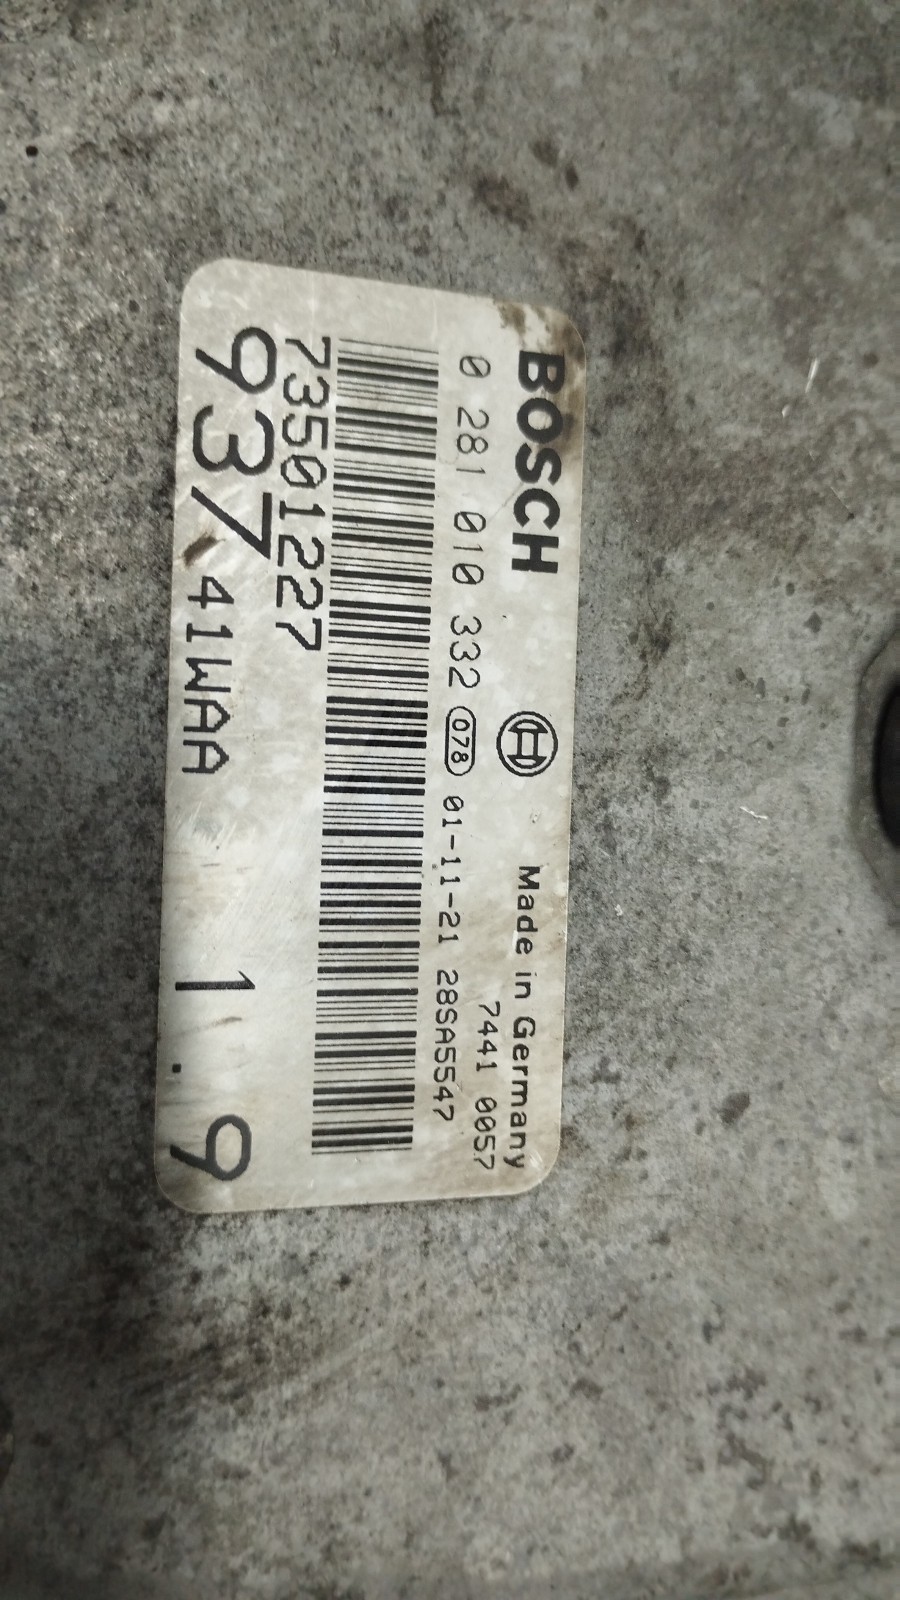 BOSCH Made in Germany
7441 0057
0 281 010 332 078 01-11-21 28SA5547
73501227
937 41WAA 1.9